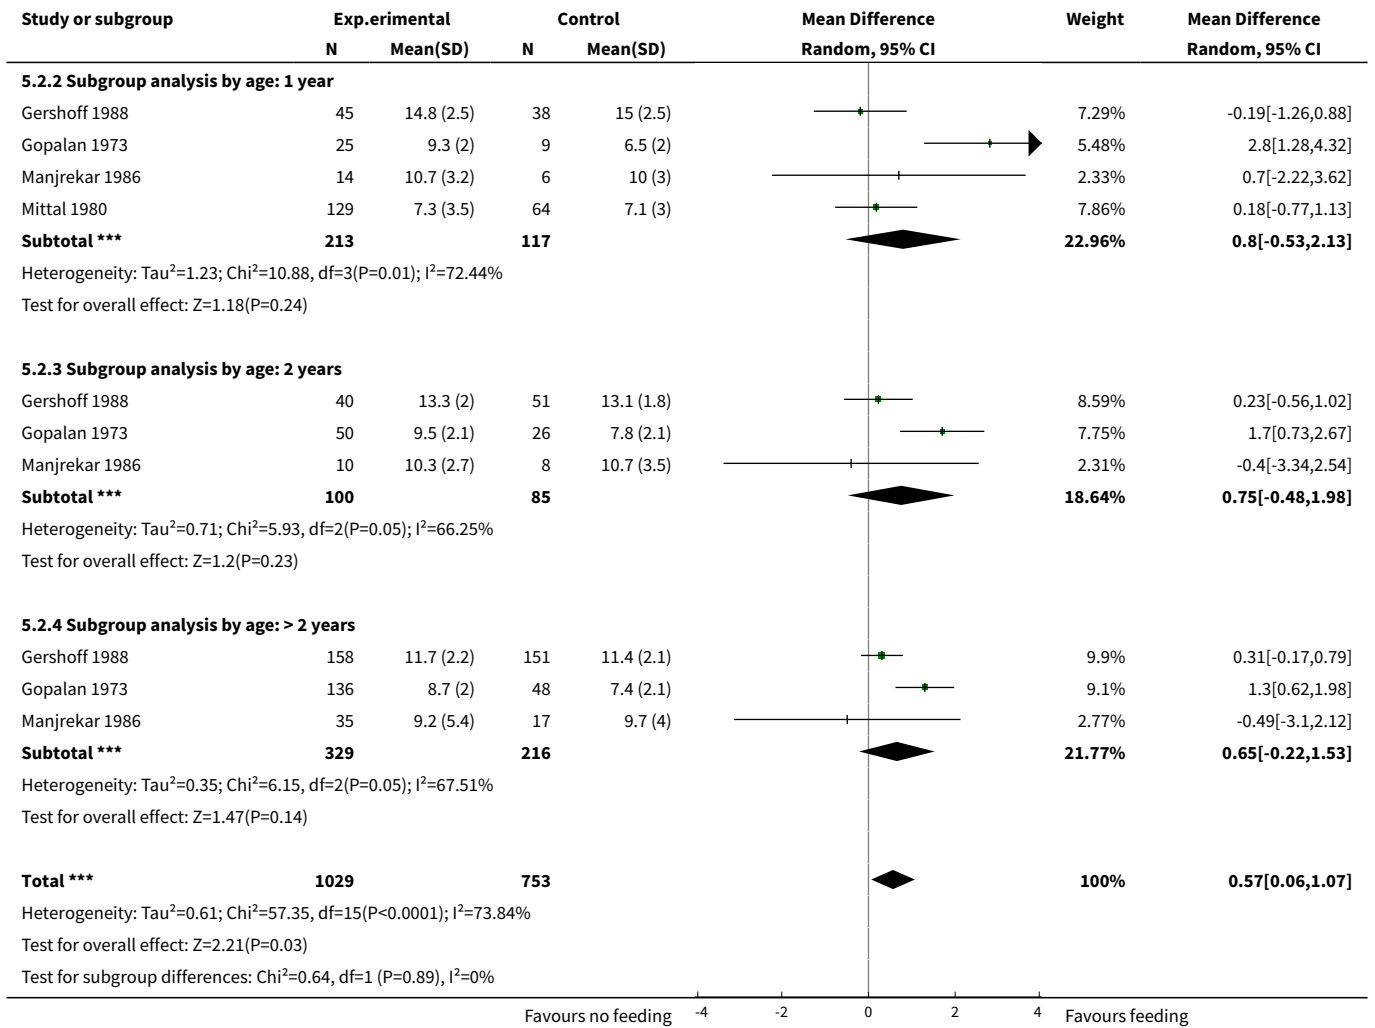 Study or subgroup Exp.erimental Control Mean Difference Weight Mean Difference
N Mean(SD) N Mean(SD) Random, 95% CI Random, 95% CI
5.2.2 Subgroup analysis by age: 1 year
Gershoff 1988 45 14.8 (2.5) 38 15 (2.5) 7.29% -0.19[-1.26,0.88]
Gopalan 1973 25 9.3 (2) 9 6.5 (2) 5.48% 2.8[1.28,4.32]
Manjrekar 1986 14 10.7 (3.2) 6 10 (3) 2.33% 0.7[-2.22,3.62]
Mittal 1980 129 7.3 (3.5) 64 7.1 (3) 7.86% 0.18[-0.77,1.13]
Subtotal *** 213 117 22.96% 0.8[-0.53,2.13]
Heterogeneity: Tau²=1.23; Chi²=10.88, df=3(P=0.01); I²=72.44%
Test for overall effect: Z=1.18(P=0.24)
5.2.3 Subgroup analysis by age: 2 years
Gershoff 1988 40 13.3 (2) 51 13.1 (1.8) 8.59% 0.23[-0.56,1.02]
Gopalan 1973 50 9.5 (2.1) 26 7.8 (2.1) 7.75% 1.7[0.73,2.67]
Manjrekar 1986 10 10.3 (2.7) 8 10.7 (3.5) 2.31% -0.4[-3.34,2.54]
Subtotal *** 100 85 18.64% 0.75[-0.48,1.98]
Heterogeneity: Tau²=0.71; Chi²=5.93, df=2(P=0.05); I²=66.25%
Test for overall effect: Z=1.2(P=0.23)
5.2.4 Subgroup analysis by age: > 2 years
Gershoff 1988 158 11.7 (2.2) 151 11.4 (2.1) 9.9% 0.31[-0.17,0.79]
Gopalan 1973 136 8.7 (2) 48 7.4 (2.1) 9.1% 1.3[0.62,1.98]
Manjrekar 1986 35 9.2 (5.4) 17 9.7 (4) 2.77% -0.49[-3.1,2.12]
Subtotal *** 329 216 21.77% 0.65[-0.22,1.53]
Heterogeneity: Tau²=0.35; Chi²=6.15, df=2(P=0.05); I²=67.51%
Test for overall effect: Z=1.47(P=0.14)
Total *** 1029 753 100% 0.57[0.06,1.07]
Heterogeneity: Tau²=0.61; Chi²=57.35, df=15(P<0.0001); I²=73.84%
Test for overall effect: Z=2.21(P=0.03)
Test for subgroup differences: Chi²=0.64, df=1 (P=0.89), I²=0%
Favours no feeding -4 -2 0 2 4 Favours feeding